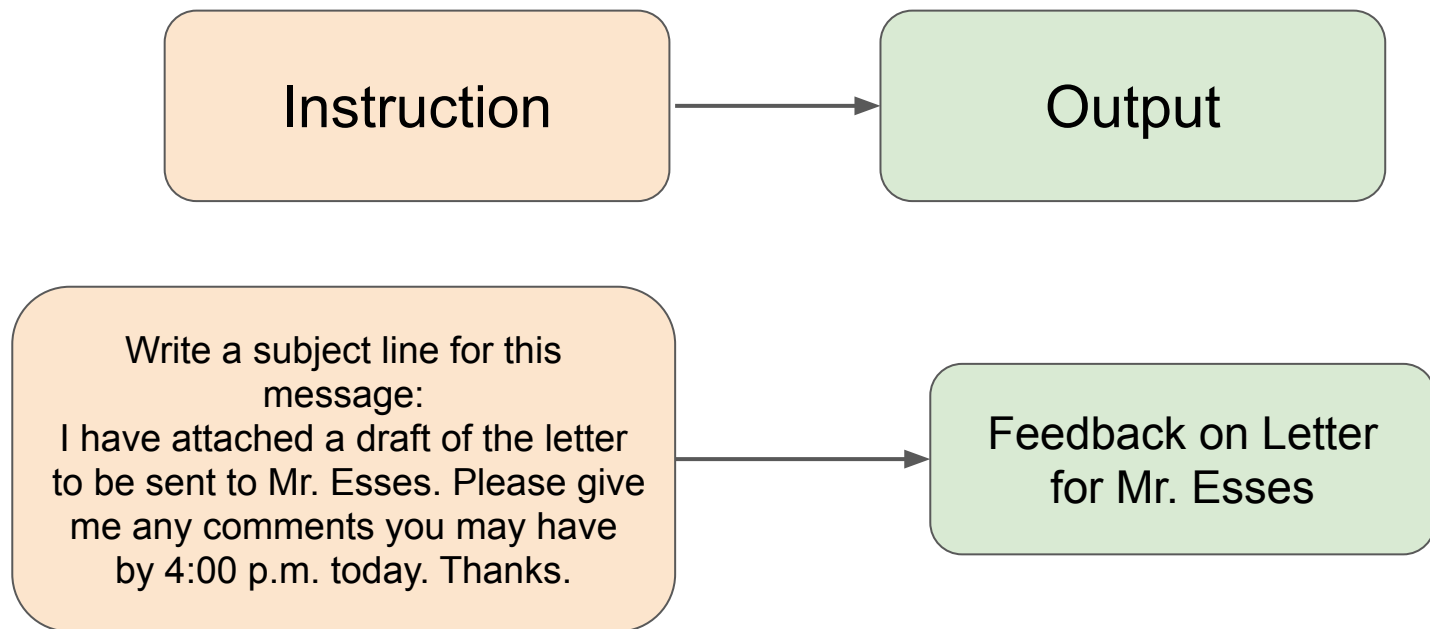 Instruction
Output
Write a subject line for this
message:
I have attached a draft of the letter
to be sent to Mr. Esses. Please give
me any comments you may have
by 4:00 p.m. today. Thanks.
Feedback on Letter
for Mr. Esses